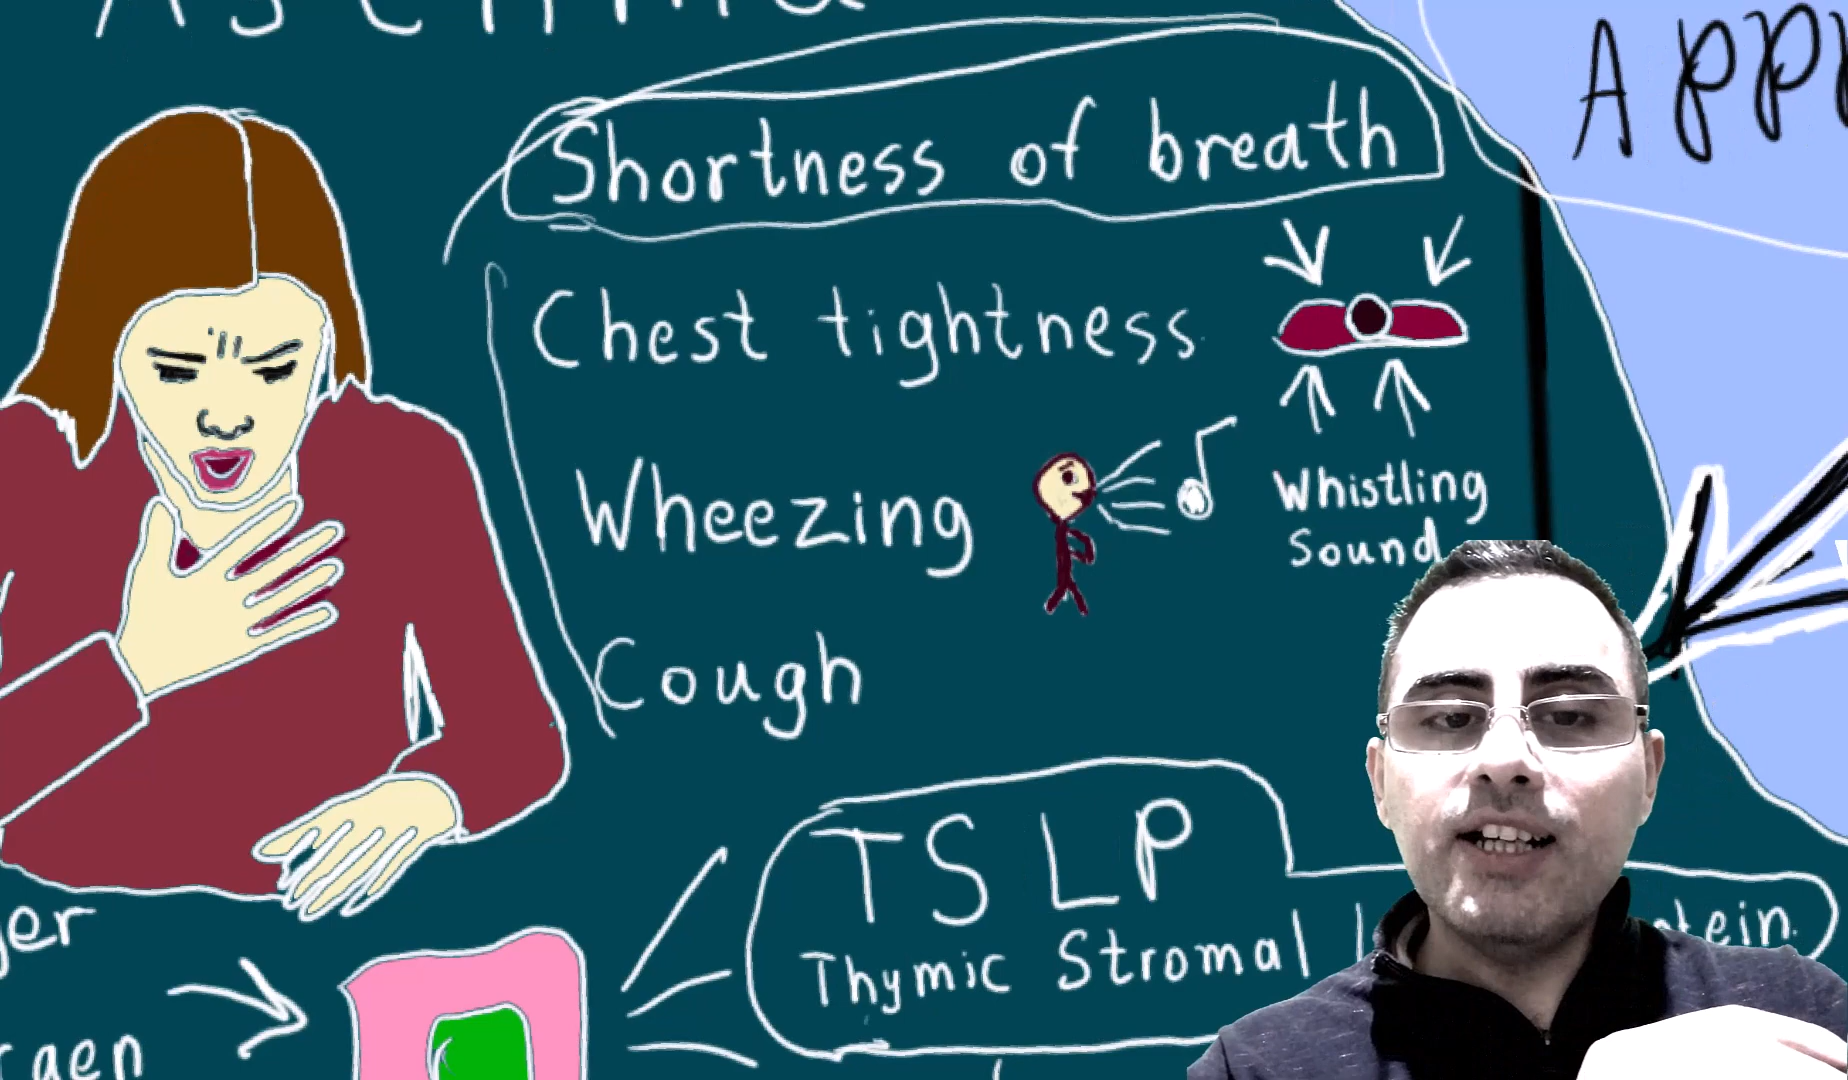 Shortness of breath
Chest tightness
Wheezing
Whistling
Sound
Cough
TSLP
Thymic Stromal